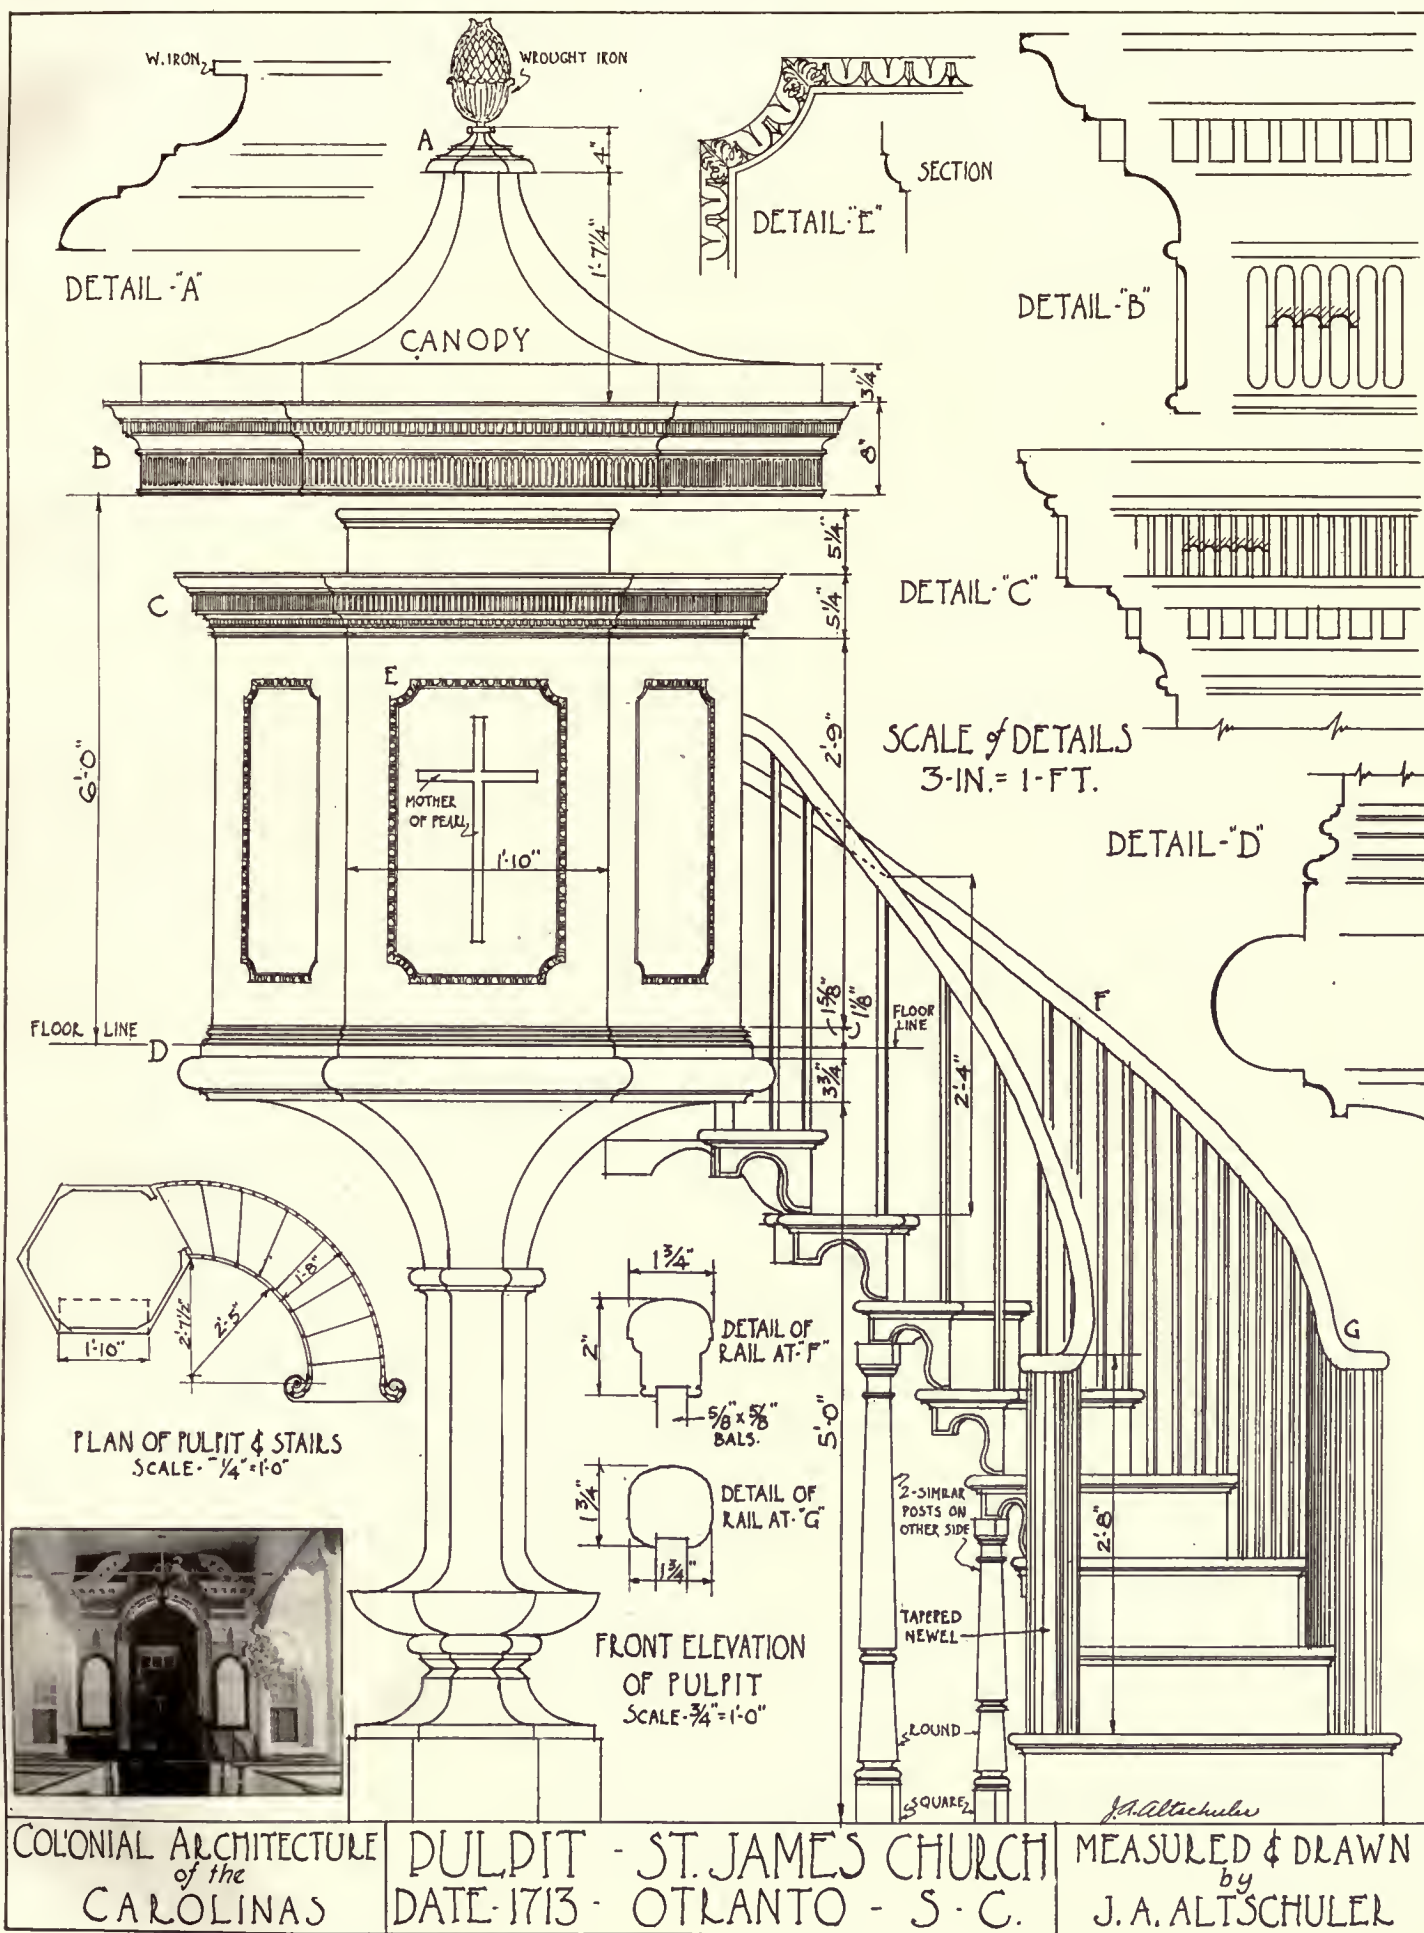 W. IRON
WROUGHT IRON
A
4"
1'-7¼"
SECTION
DETAIL-"E"
DETAIL-"A"
DETAIL-"B"
CANOPY
3¼"
B
8"
5¼"
C
5¼"
DETAIL-"C"
E
6'-0"
2'-9"
SCALE of DETAILS
3-IN. = 1-FT.
MOTHER
OF PEARL
1'-10"
DETAIL-"D"
FLOOR LINE
D
1⅝"
1⅛"
FLOOR
LINE
F
3¾"
2'-4"
1'-8"
2'-7½"
2'-5"
1'-10"
PLAN OF PULPIT & STAIRS
SCALE-"¼"=1'-0"
1¾"
2"
DETAIL OF
RAIL AT-"F"
⅝" x ⅝"
BALS.
5'-0"
G
1¾"
DETAIL OF
RAIL AT-"G"
1¾"
2-SIMILAR
POSTS ON
OTHER SIDE
2'-8"
TAPERED
NEWEL
FRONT ELEVATION
OF PULPIT
SCALE-¾"=1'-0"
ROUND
SQUARE
J.A. Altschuler
COLONIAL ARCHITECTURE
of the
CAROLINAS
PULPIT - ST. JAMES CHURCH
DATE-1713 - OTRANTO - S. C.
MEASURED & DRAWN
by
J. A. ALTSCHULER